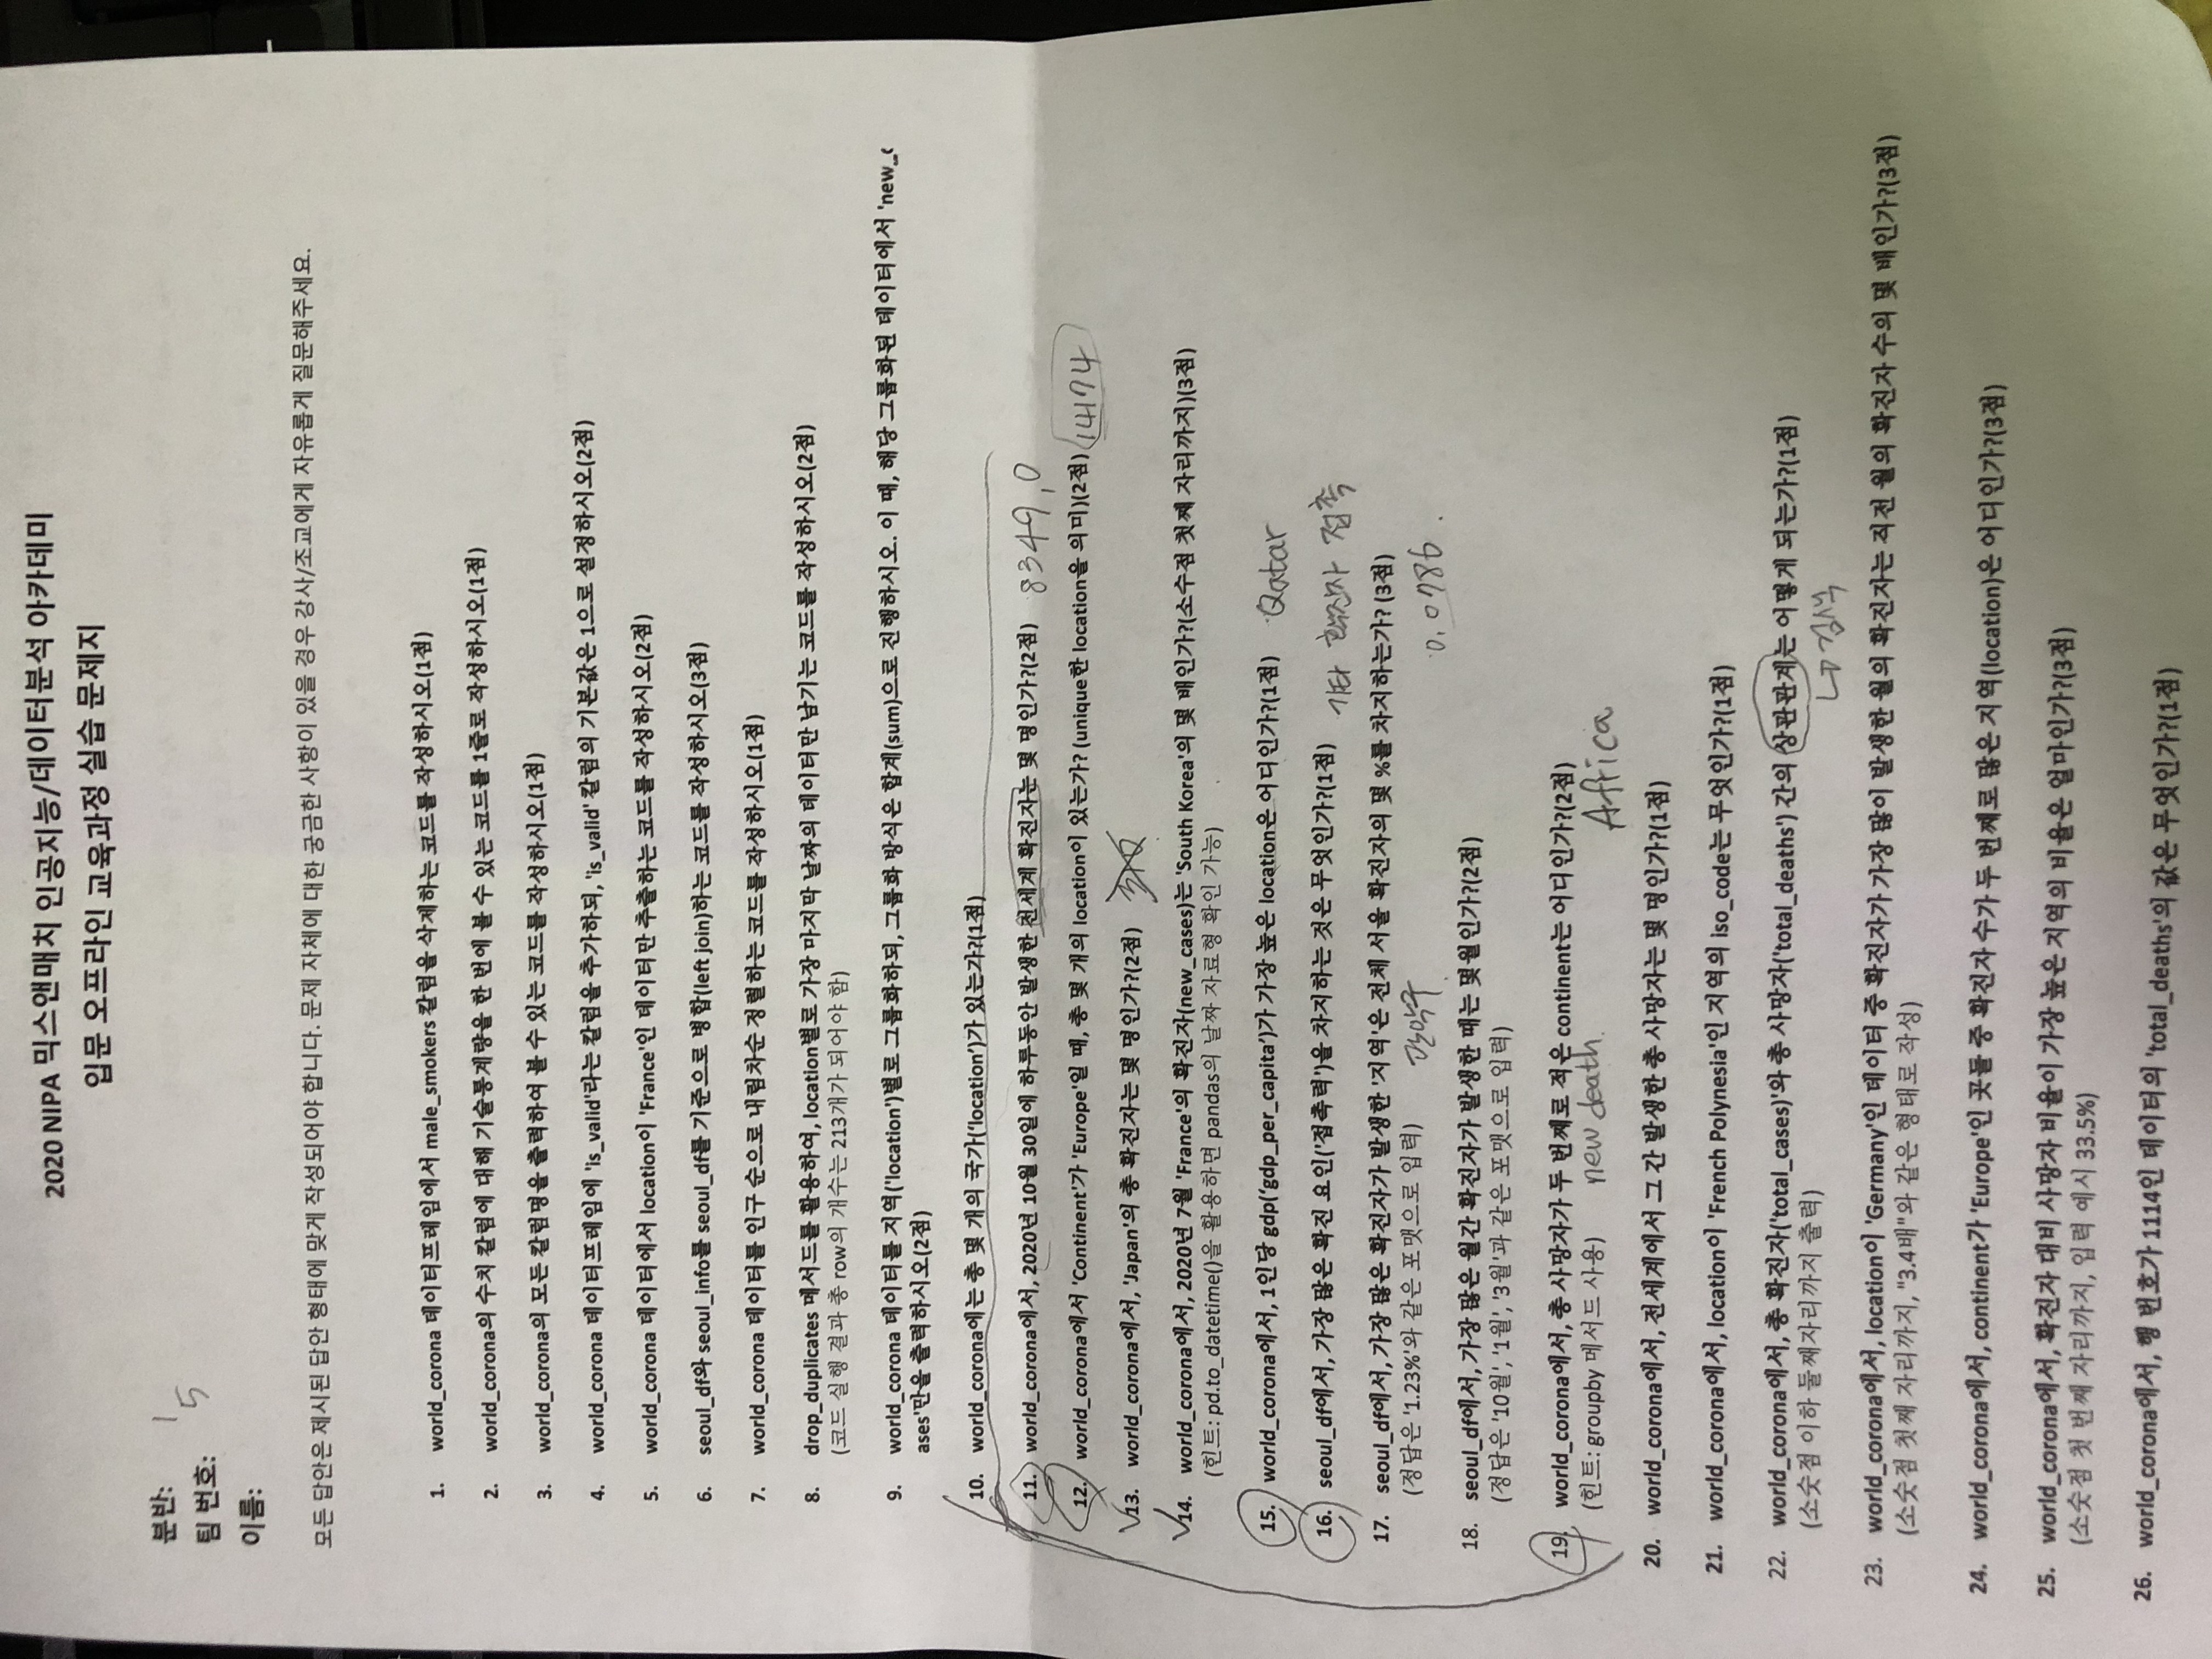 2020 NIPA 믹스앤매치 인공지능/데이터분석 아카데미
입문 오프라인 교육과정 실습 문제지
분반: 1
팀 번호: 5
이름:
모든 답안은 제시된 답안 형태에 맞게 작성되어야 합니다. 문제 자체에 대한 궁금한 사항이 있을 경우 강사/조교에게 자유롭게 질문해주세요.
1. world_corona 데이터프레임에서 male_smokers 칼럼을 삭제하는 코드를 작성하시오(1점)
2. world_corona의 수치 칼럼에 대해 기술통계량을 한 번에 볼 수 있는 코드를 1줄로 작성하시오(1점)
3. world_corona의 모든 칼럼명을 출력하여 볼 수 있는 코드를 작성하시오(1점)
4. world_corona 데이터프레임에 'is_valid'라는 칼럼을 추가하되, 'is_valid' 칼럼의 기본값은 1으로 설정하시오(2점)
5. world_corona 데이터에서 location이 'France'인 데이터만 추출하는 코드를 작성하시오(2점)
6. seoul_df와 seoul_info를 seoul_df를 기준으로 병합(left join)하는 코드를 작성하시오(3점)
7. world_corona 데이터를 인구 순으로 내림차순 정렬하는 코드를 작성하시오(1점)
8. drop_duplicates 메서드를 활용하여, location별로 가장 마지막 날짜의 데이터만 남기는 코드를 작성하시오(2점)
(코드 실행 결과 총 row의 개수는 213개가 되어야 함)
9. world_corona 데이터를 지역('location')별로 그룹화하되, 그룹화 방식은 합계(sum)으로 진행하시오. 이 때, 해당 그룹화된 데이터에서 'new_c
ases'만을 출력하시오(2점)
10. world_corona에는 총 몇 개의 국가('location')가 있는가?(1점)
11. world_corona에서, 2020년 10월 30일에 하루동안 발생한 전세계 확진자는 몇 명인가?(2점) 8349,0
12. world_corona에서 'Continent'가 'Europe'일 때, 총 몇 개의 location이 있는가? (unique한 location을 의미)(2점) 14174
13. world_corona에서, 'Japan'의 총 확진자는 몇 명인가?(2점)
14. world_corona에서, 2020년 7월 'France'의 확진자(new_cases)는 'South Korea'의 몇 배인가?(소수점 첫째 자리까지)(3점)
(힌트: pd.to_datetime()을 활용하면 pandas의 날짜 자료형 확인 가능)
15. world_corona에서, 1인당 gdp('gdp_per_capita')가 가장 높은 location은 어디인가?(1점) Qatar
16. seoul_df에서, 가장 많은 확진 요인('접촉력')을 차지하는 것은 무엇인가?(1점) 기타 확진자 접촉
17. seoul_df에서, 가장 많은 확진자가 발생한 '지역'은 전체 서울 확진자의 몇 %를 차지하는가? (3점)
(정답은 '1.23%'와 같은 포맷으로 입력) 관악구 0.0786.
18. seoul_df에서, 가장 많은 월간 확진자가 발생한 때는 몇월인가?(2점)
(정답은 '10월', '1월', '3월'과 같은 포맷으로 입력)
19. world_corona에서, 총 사망자가 두 번째로 적은 continent는 어디인가?(2점)
(힌트: groupby 메서드 사용) new death. Africa
20. world_corona에서, 전세계에서 그 간 발생한 총 사망자는 몇 명인가?(1점)
21. world_corona에서, location이 'French Polynesia'인 지역의 iso_code는 무엇인가?(1점)
22. world_corona에서, 총 확진자('total_cases)'와 총 사망자('total_deaths') 간의 상관관계는 어떻게 되는가?(1점)
(소숫점 이하 둘째자리까지 출력) ↳ 검색
23. world_corona에서, location이 'Germany'인 데이터 중 확진자가 가장 많이 발생한 월의 확진자는 직전 월의 확진자 수의 몇 배인가?(3점)
(소숫점 첫째 자리까지, "3.4배"와 같은 형태로 작성)
24. world_corona에서, continent가 'Europe'인 곳들 중 확진자 수가 두 번째로 많은 지역(location)은 어디인가?(3점)
25. world_corona에서, 확진자 대비 사망자 비율이 가장 높은 지역의 비율은 얼마인가?(3점)
(소숫점 첫 번째 자리까지, 입력 예시 33.5%)
26. world_corona에서, 행 번호가 1114인 데이터의 'total_deaths'의 값은 무엇인가?(1점)